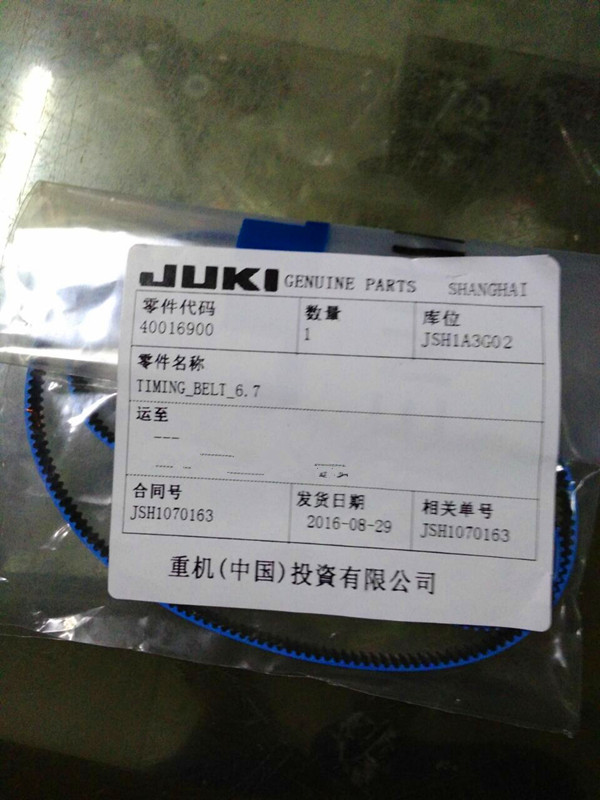 JUKI GENUINE PARTS SHANGHAI
零件代码 数量 库位
40016900 1 JSH1A3G02
零件名称
TIMING_BELT_6.7
运至
---
合同号 发货日期 相关单号
JSH1070163 2016-08-29 JSH1070163
重机(中国)投資有限公司